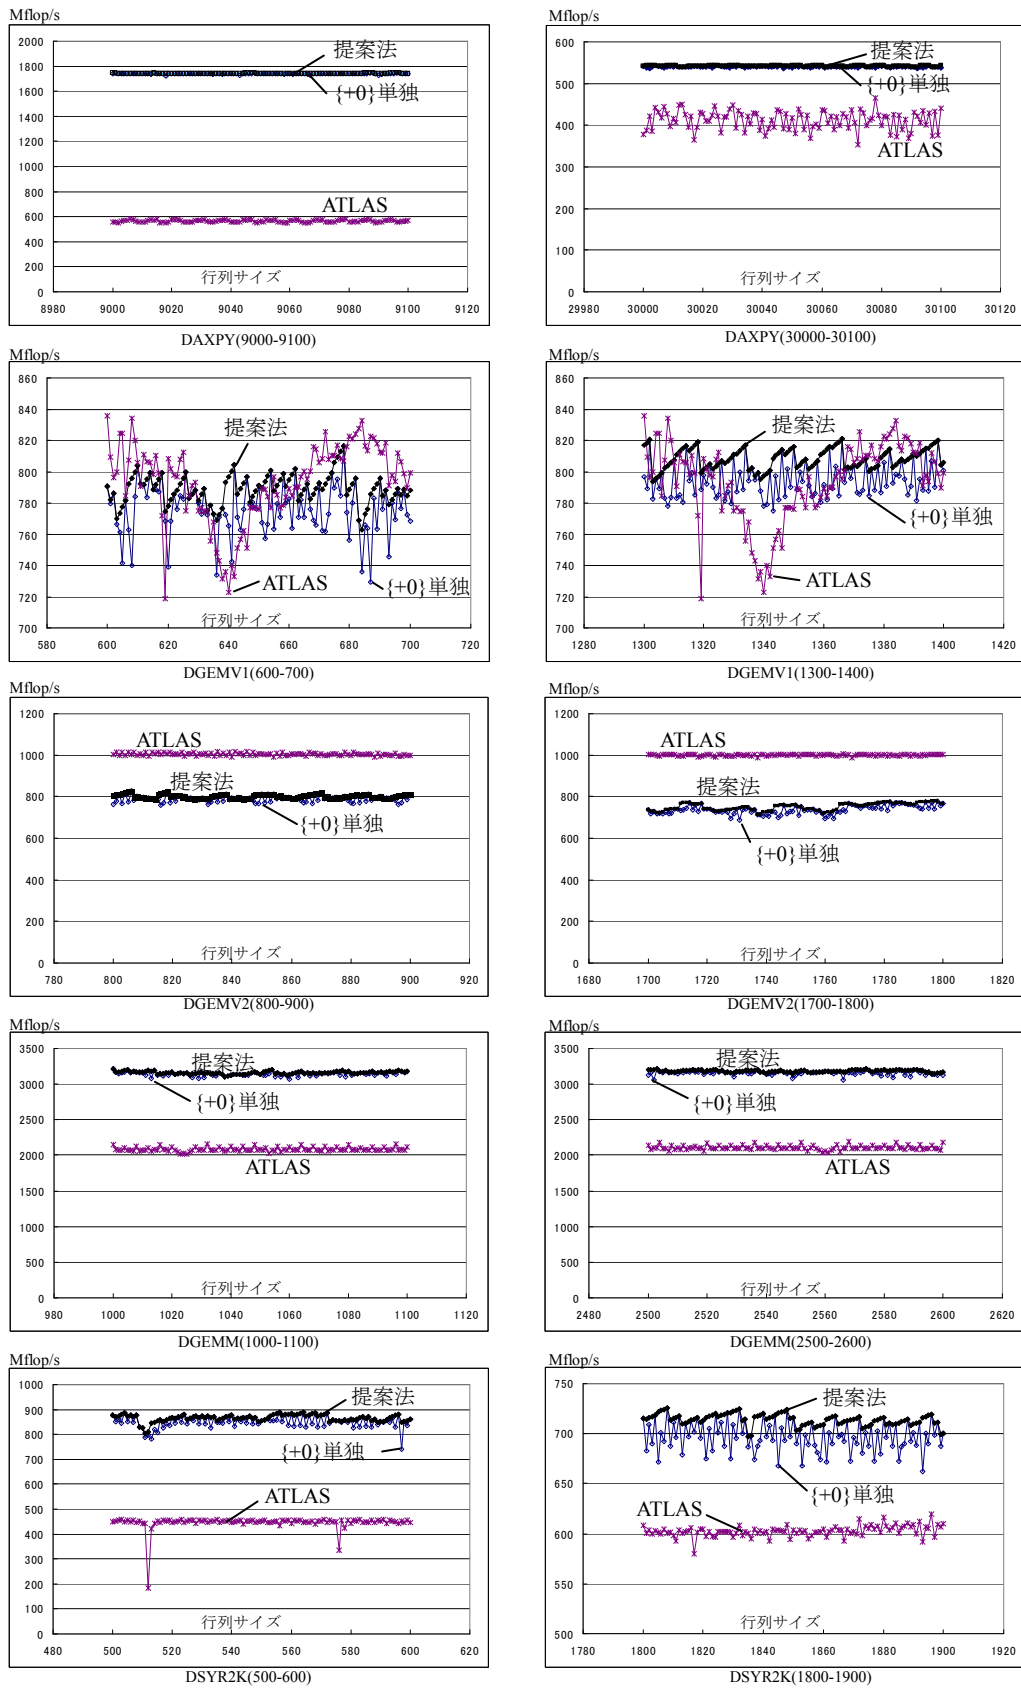 Mflop/s
2000
1800
1600
1400
1200
1000
800
600
400
200
0
提案法
{+0}単独
ATLAS
行列サイズ
8980 9000 9020 9040 9060 9080 9100 9120
DAXPY(9000-9100)
Mflop/s
600
500
400
300
200
100
0
提案法
{+0}単独
ATLAS
行列サイズ
29980 30000 30020 30040 30060 30080 30100 30120
DAXPY(30000-30100)
Mflop/s
860
840
820
800
780
760
740
720
700
提案法
ATLAS
{+0}単独
行列サイズ
580 600 620 640 660 680 700 720
DGEMV1(600-700)
Mflop/s
860
840
820
800
780
760
740
720
700
提案法
{+0}単独
ATLAS
行列サイズ
1280 1300 1320 1340 1360 1380 1400 1420
DGEMV1(1300-1400)
Mflop/s
1200
1000
800
600
400
200
0
ATLAS
提案法
{+0}単独
行列サイズ
780 800 820 840 860 880 900 920
DGEMV2(800-900)
Mflop/s
1200
1000
800
600
400
200
0
ATLAS
提案法
{+0}単独
行列サイズ
1680 1700 1720 1740 1760 1780 1800 1820
DGEMV2(1700-1800)
Mflop/s
3500
3000
2500
2000
1500
1000
500
0
提案法
{+0}単独
ATLAS
行列サイズ
980 1000 1020 1040 1060 1080 1100 1120
DGEMM(1000-1100)
Mflop/s
3500
3000
2500
2000
1500
1000
500
0
提案法
{+0}単独
ATLAS
行列サイズ
2480 2500 2520 2540 2560 2580 2600 2620
DGEMM(2500-2600)
Mflop/s
1000
900
800
700
600
500
400
300
200
100
0
提案法
{+0}単独
ATLAS
行列サイズ
480 500 520 540 560 580 600 620
DSYR2K(500-600)
Mflop/s
750
700
650
600
550
500
提案法
{+0}単独
ATLAS
行列サイズ
1780 1800 1820 1840 1860 1880 1900 1920
DSYR2K(1800-1900)